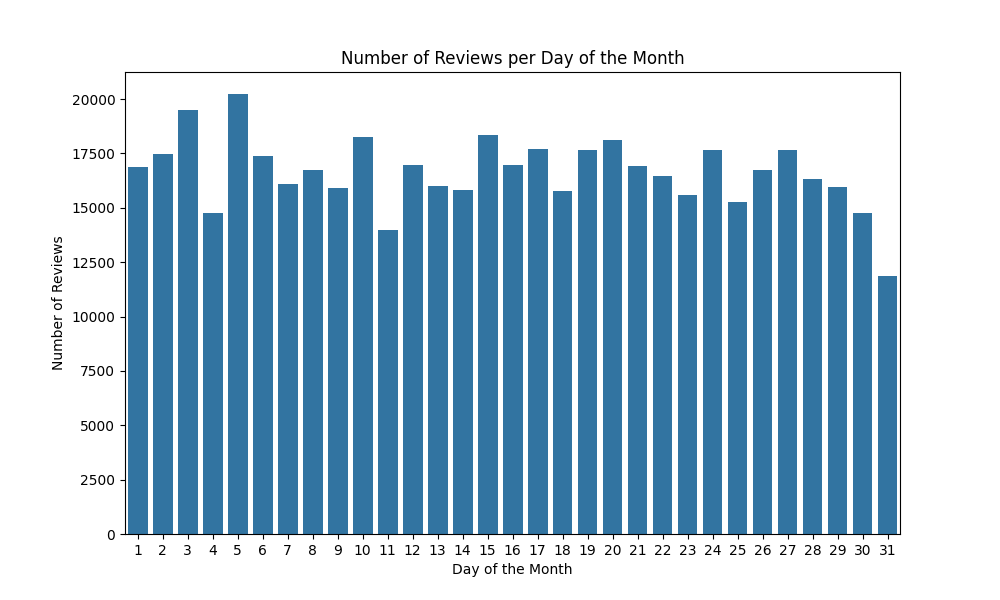 Number of Reviews per Day of the Month
Number of Reviews
20000
17500
15000
12500
10000
7500
5000
2500
0
1 2 3 4 5 6 7 8 9 10 11 12 13 14 15 16 17 18 19 20 21 22 23 24 25 26 27 28 29 30 31
Day of the Month